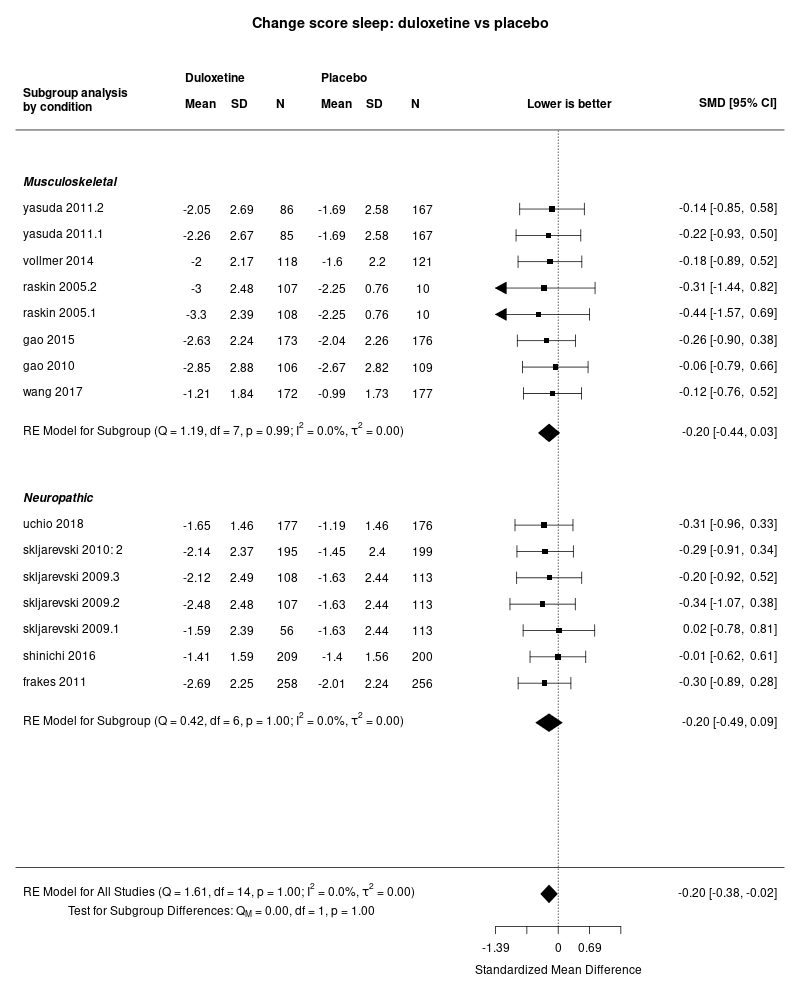 Change score sleep: duloxetine vs placebo
Duloxetine Placebo
Subgroup analysis
by condition
Mean SD N Mean SD N Lower is better SMD [95% CI]
Musculoskeletal
yasuda 2011.2 -2.05 2.69 86 -1.69 2.58 167 -0.14 [-0.85, 0.58]
yasuda 2011.1 -2.26 2.67 85 -1.69 2.58 167 -0.22 [-0.93, 0.50]
vollmer 2014 -2 2.17 118 -1.6 2.2 121 -0.18 [-0.89, 0.52]
raskin 2005.2 -3 2.48 107 -2.25 0.76 10 -0.31 [-1.44, 0.82]
raskin 2005.1 -3.3 2.39 108 -2.25 0.76 10 -0.44 [-1.57, 0.69]
gao 2015 -2.63 2.24 173 -2.04 2.26 176 -0.26 [-0.90, 0.38]
gao 2010 -2.85 2.88 106 -2.67 2.82 109 -0.06 [-0.79, 0.66]
wang 2017 -1.21 1.84 172 -0.99 1.73 177 -0.12 [-0.76, 0.52]
RE Model for Subgroup (Q = 1.19, df = 7, p = 0.99; I² = 0.0%, τ² = 0.00) -0.20 [-0.44, 0.03]
Neuropathic
uchio 2018 -1.65 1.46 177 -1.19 1.46 176 -0.31 [-0.96, 0.33]
skljarevski 2010: 2 -2.14 2.37 195 -1.45 2.4 199 -0.29 [-0.91, 0.34]
skljarevski 2009.3 -2.12 2.49 108 -1.63 2.44 113 -0.20 [-0.92, 0.52]
skljarevski 2009.2 -2.48 2.48 107 -1.63 2.44 113 -0.34 [-1.07, 0.38]
skljarevski 2009.1 -1.59 2.39 56 -1.63 2.44 113 0.02 [-0.78, 0.81]
shinichi 2016 -1.41 1.59 209 -1.4 1.56 200 -0.01 [-0.62, 0.61]
frakes 2011 -2.69 2.25 258 -2.01 2.24 256 -0.30 [-0.89, 0.28]
RE Model for Subgroup (Q = 0.42, df = 6, p = 1.00; I² = 0.0%, τ² = 0.00) -0.20 [-0.49, 0.09]
RE Model for All Studies (Q = 1.61, df = 14, p = 1.00; I² = 0.0%, τ² = 0.00) -0.20 [-0.38, -0.02]
Test for Subgroup Differences: Q_M = 0.00, df = 1, p = 1.00
-1.39 0 0.69
Standardized Mean Difference